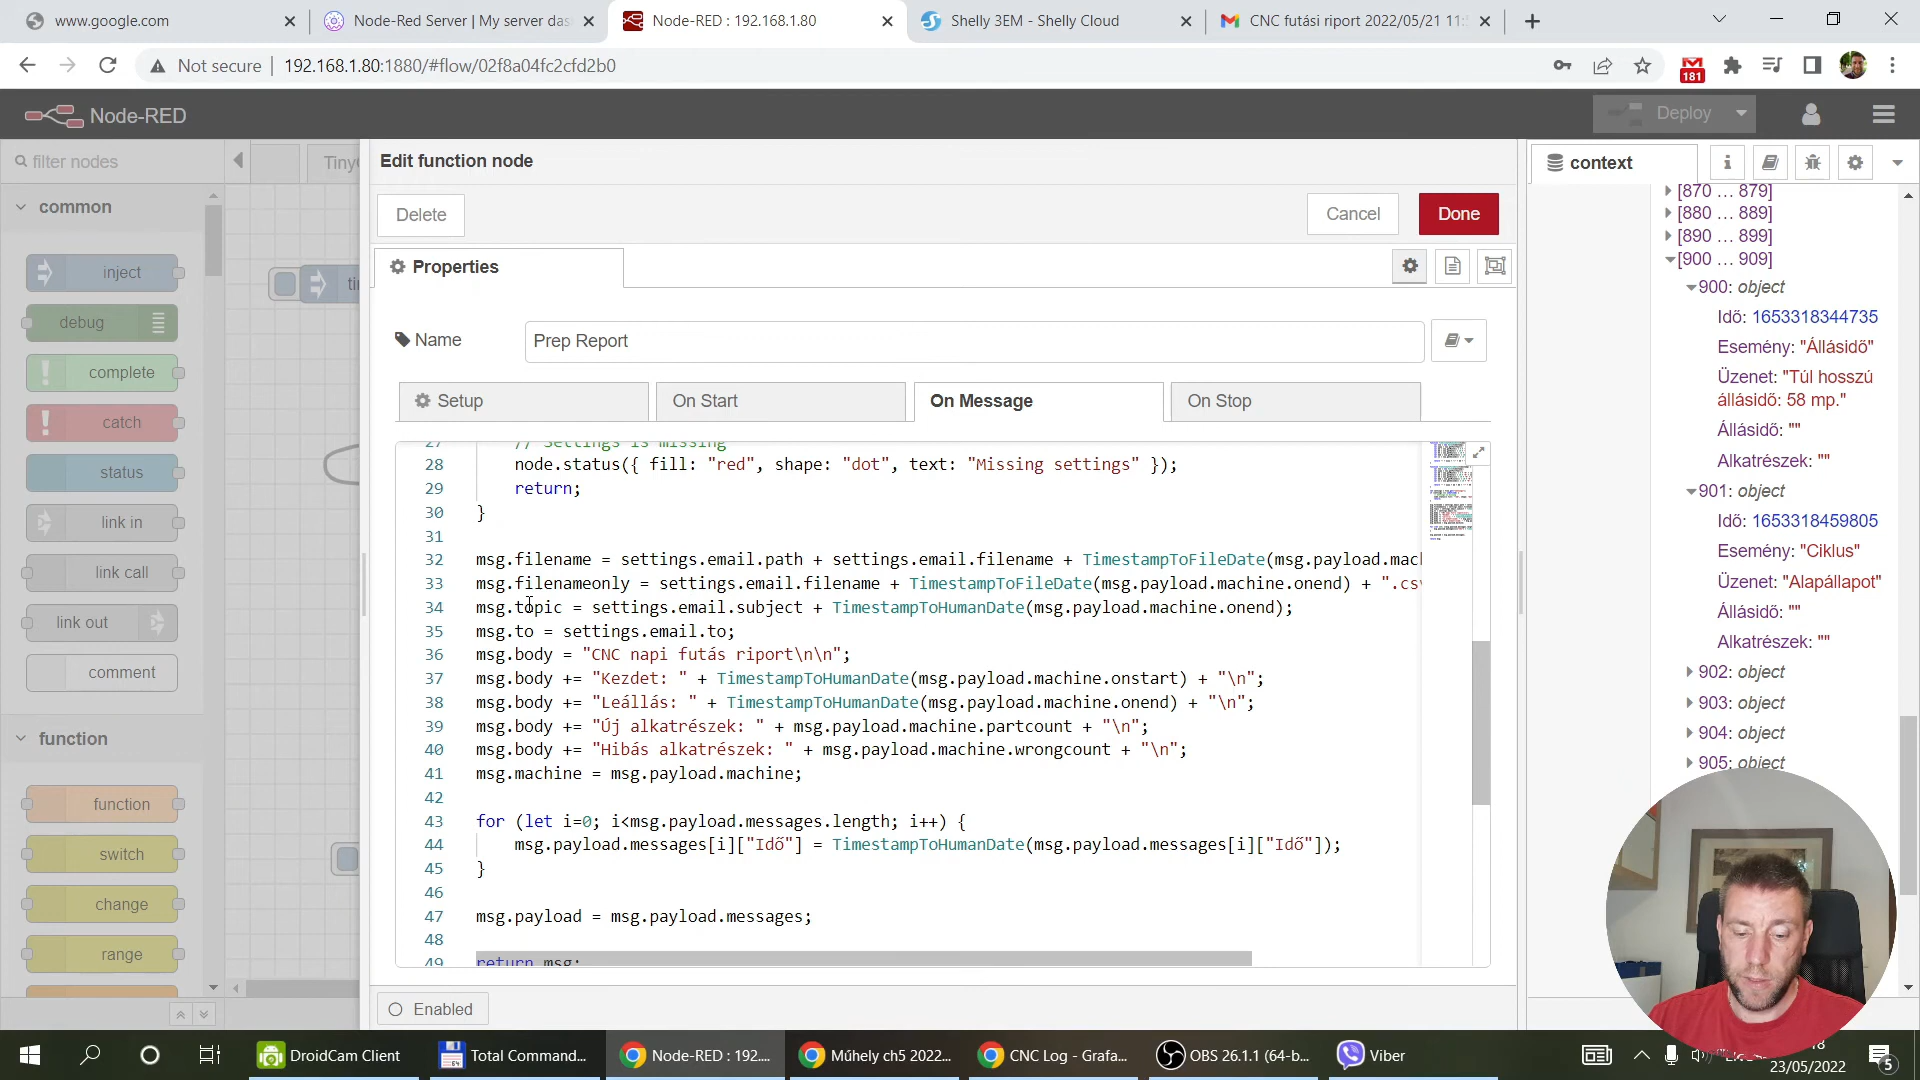 www.google.com
Node-Red Server | My server das
Node-RED : 192.168.1.80
Shelly 3EM - Shelly Cloud
CNC futási riport 2022/05/21 11:
Not secure
192.168.1.80:1880/#flow/02f8a04fc2cfd2b0
181
Node-RED
Deploy
filter nodes
common
inject
debug
complete
catch
status
link in
link call
link out
comment
function
function
switch
change
range
Edit function node
Delete
Cancel
Done
Properties
Name
Prep Report
Setup
On Start
On Message
On Stop
27 // Settings is missing
28 node.status({ fill: "red", shape: "dot", text: "Missing settings" });
29 return;
30 }
31
32 msg.filename = settings.email.path + settings.email.filename + TimestampToFileDate(msg.payload.mac
33 msg.filenameonly = settings.email.filename + TimestampToFileDate(msg.payload.machine.onend) + ".cs
34 msg.topic = settings.email.subject + TimestampToHumanDate(msg.payload.machine.onend);
35 msg.to = settings.email.to;
36 msg.body = "CNC napi futás riport\n\n";
37 msg.body += "Kezdet: " + TimestampToHumanDate(msg.payload.machine.onstart) + "\n";
38 msg.body += "Leállás: " + TimestampToHumanDate(msg.payload.machine.onend) + "\n";
39 msg.body += "Új alkatrészek: " + msg.payload.machine.partcount + "\n";
40 msg.body += "Hibás alkatrészek: " + msg.payload.machine.wrongcount + "\n";
41 msg.machine = msg.payload.machine;
42
43 for (let i=0; i<msg.payload.messages.length; i++) {
44 msg.payload.messages[i]["Idő"] = TimestampToHumanDate(msg.payload.messages[i]["Idő"]);
45 }
46
47 msg.payload = msg.payload.messages;
48
49 return msg;
Enabled
context
[870 … 879]
[880 … 889]
[890 … 899]
[900 … 909]
900: object
Idő: 1653318344735
Esemény: "Állásidő"
Üzenet: "Túl hosszú
állásidő: 58 mp."
Állásidő: ""
Alkatrészek: ""
901: object
Idő: 1653318459805
Esemény: "Ciklus"
Üzenet: "Alapállapot"
Állásidő: ""
Alkatrészek: ""
902: object
903: object
904: object
905: object
DroidCam Client
Total Command...
Node-RED : 192....
Műhely ch5 2022...
CNC Log - Grafa...
OBS 26.1.1 (64-b...
Viber
23/05/2022
5